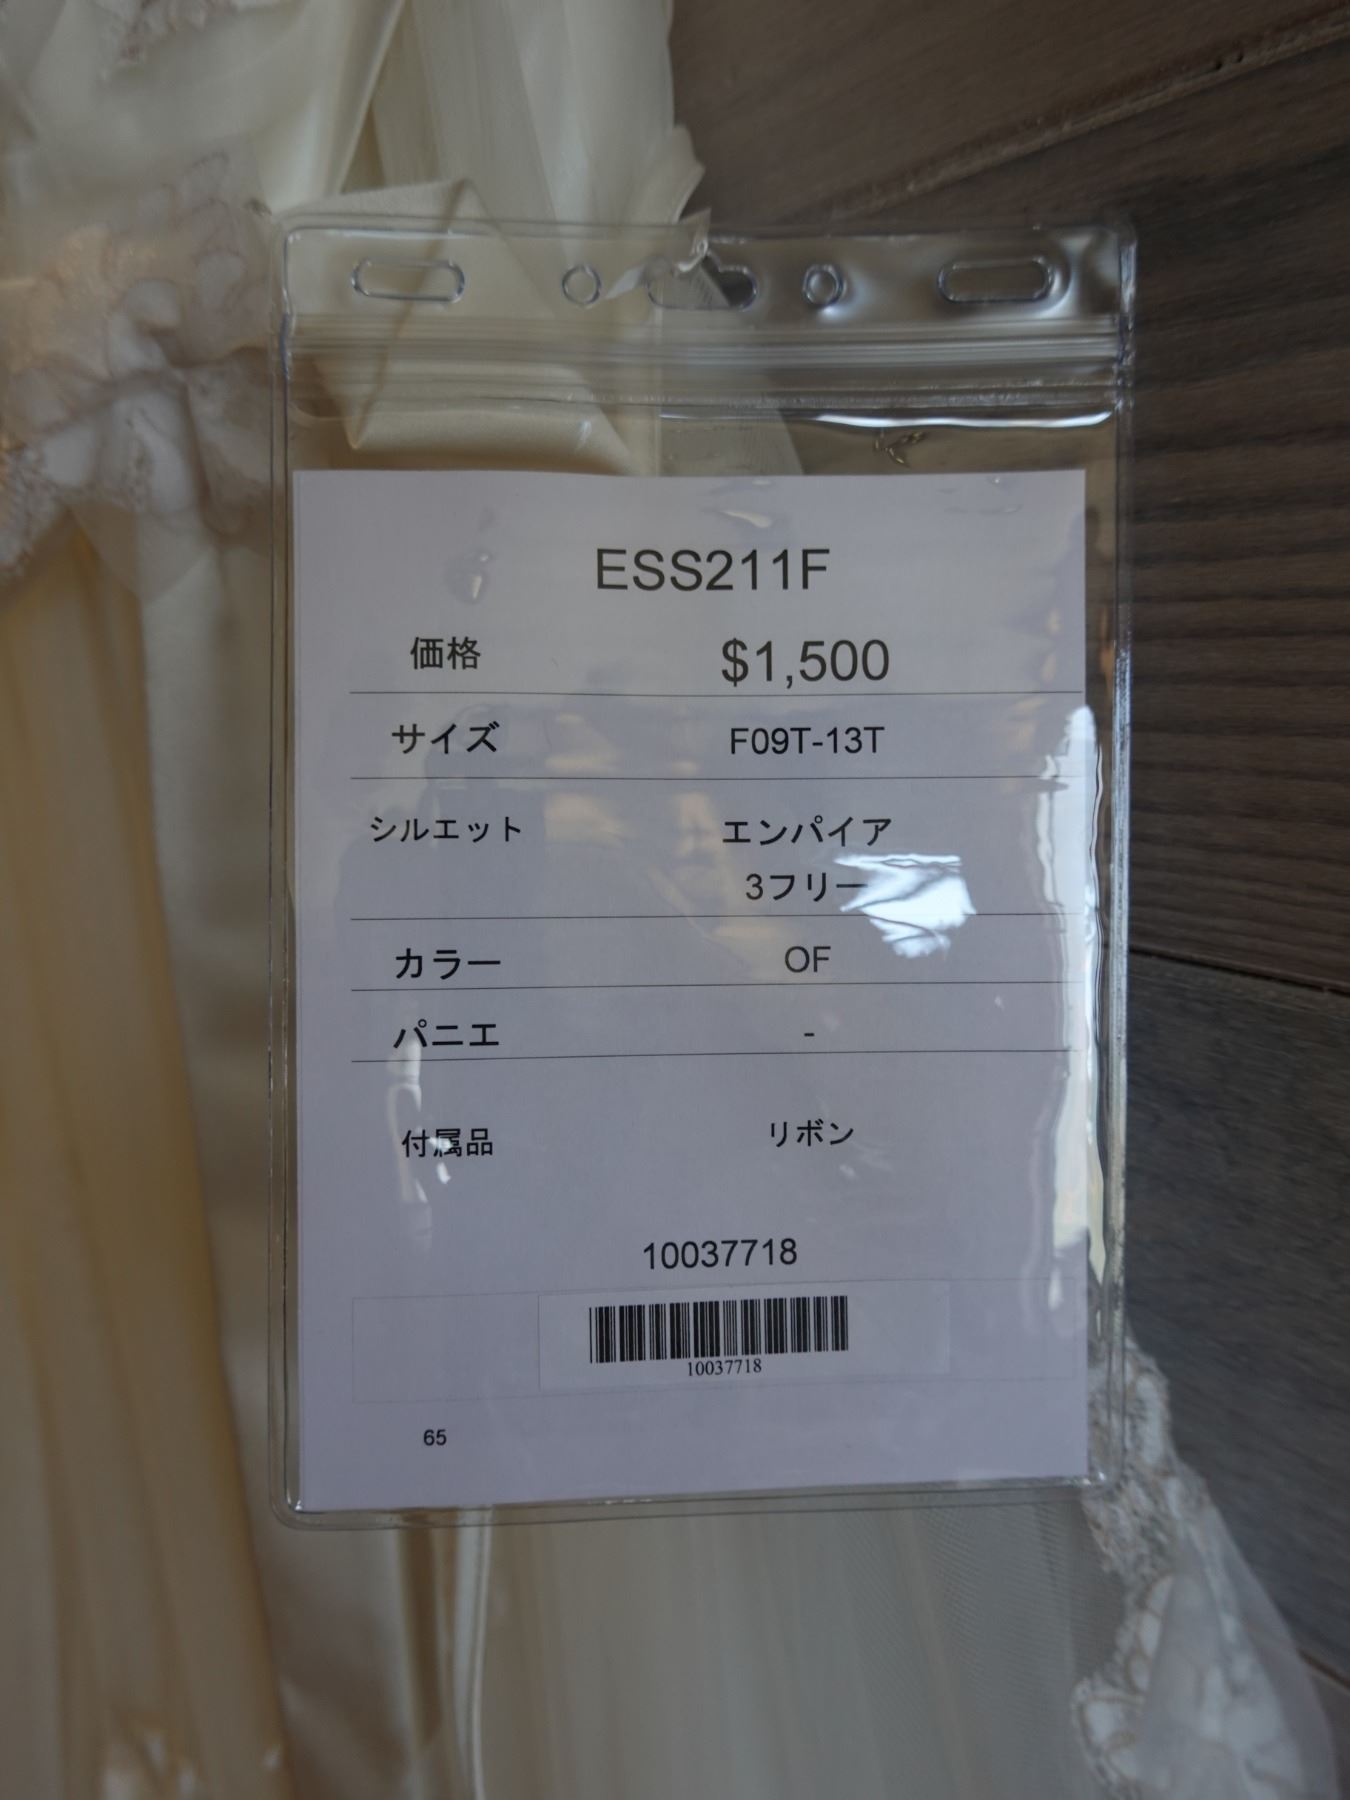 ESS211F
価格 $1,500
サイズ F09T-13T
シルエット エンパイア
3フリー
カラー OF
パニエ -
付属品 リボン
10037718
10037718
65